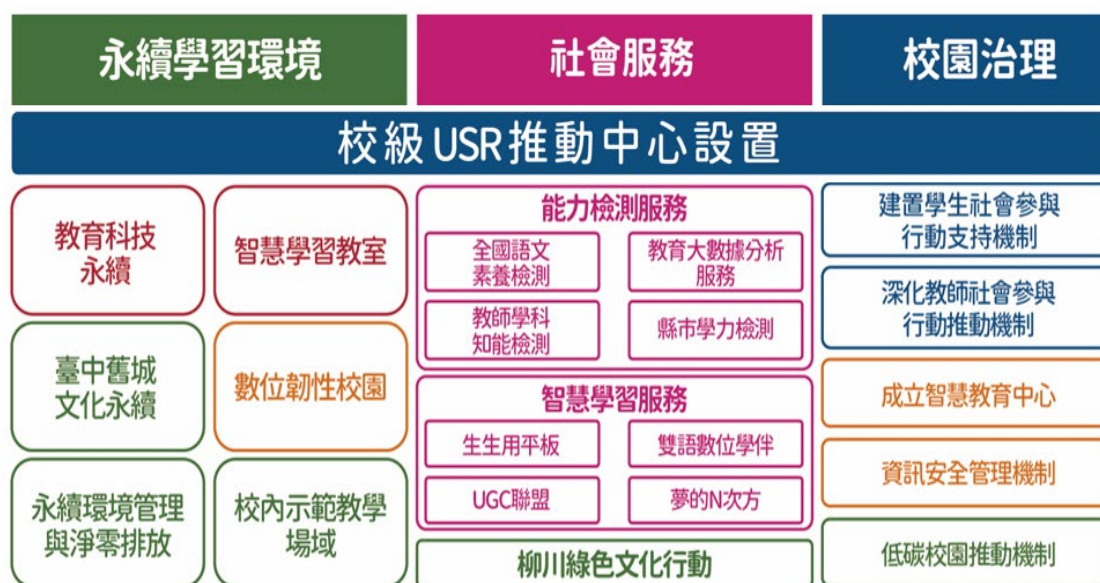 永續學習環境
社會服務
校園治理
校級USR推動中心設置
教育科技
永續
智慧學習教室
臺中舊城
文化永續
數位韌性校園
永續環境管理
與淨零排放
校內示範教學
場域
能力檢測服務
全國語文
素養檢測
教育大數據分析
服務
教師學科
知能檢測
縣市學力檢測
智慧學習服務
生生用平板
雙語數位學伴
UGC聯盟
夢的N次方
柳川綠色文化行動
建置學生社會參與
行動支持機制
深化教師社會參與
行動推動機制
成立智慧教育中心
資訊安全管理機制
低碳校園推動機制